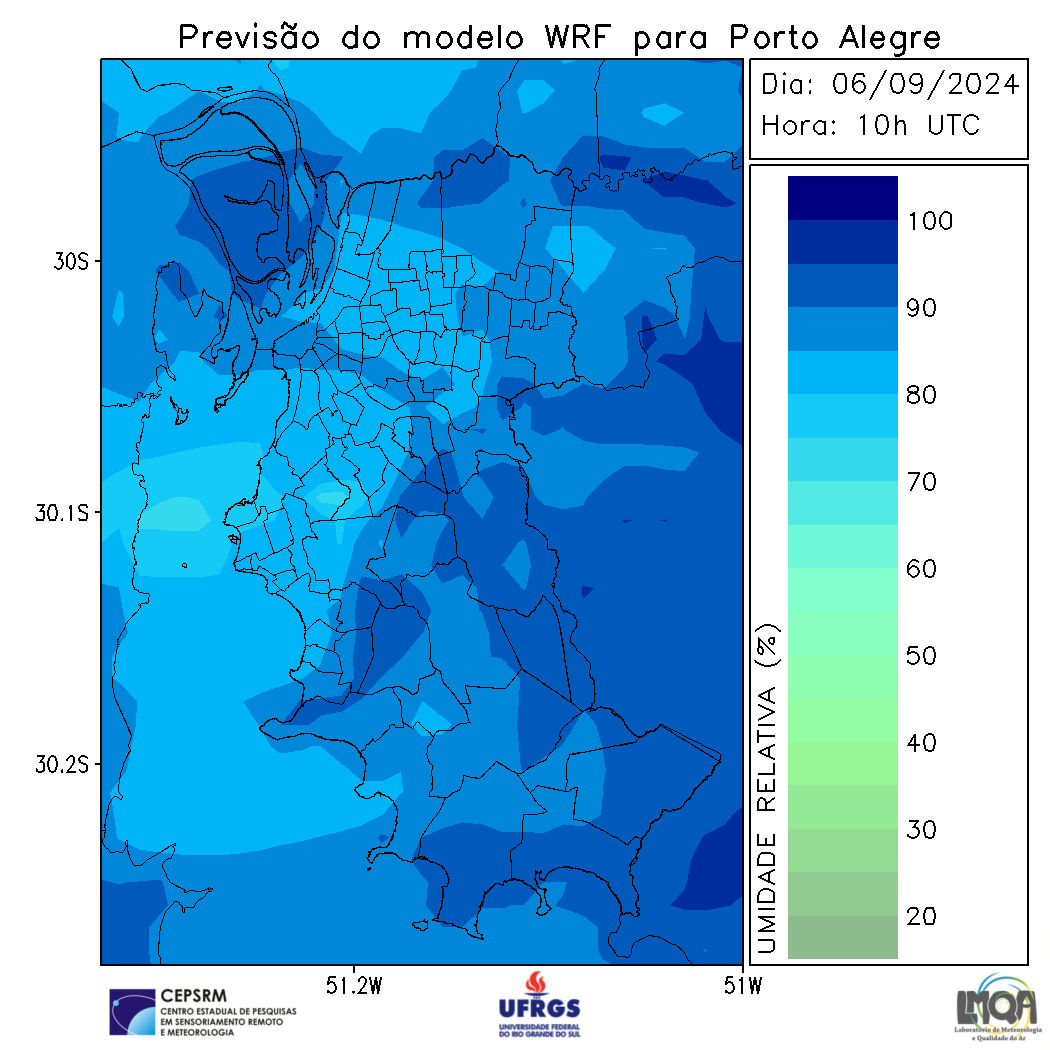 Previsão do modelo WRF para Porto Alegre
Dia: 06/09/2024
Hora: 10h UTC
30S
30.1S
30.2S
51.2W
51W
UMIDADE RELATIVA (%)
100
90
80
70
60
50
40
30
20
CEPSRM
CENTRO ESTADUAL DE PESQUISAS
EM SENSORIAMENTO REMOTO
E METEOROLOGIA
UFRGS
UNIVERSIDADE FEDERAL
DO RIO GRANDE DO SUL
LMQA
Laboratório de Meteorologia
e Qualidade do Ar